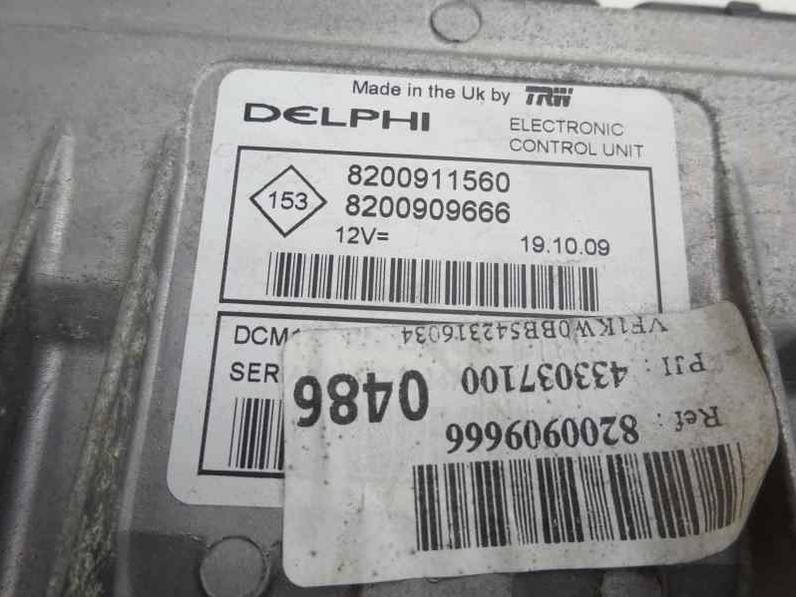 Made in the Uk by TRW
DELPHI
ELECTRONIC
CONTROL UNIT
153
8200911560
8200909666
12V=
19.10.09
DCM
SER
Ref : 8200909666
PJI : 433037100
0486
VF1KW0BB542316034